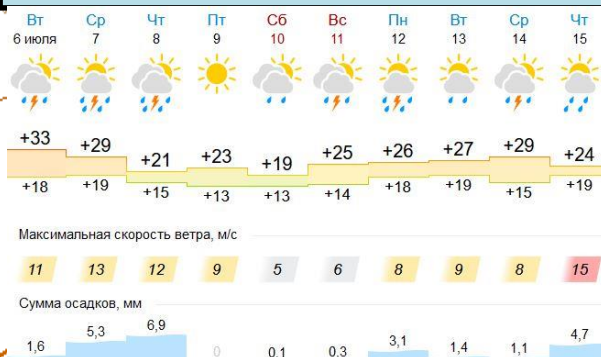 Вт Ср Чт Пт Сб Вс Пн Вт Ср Чт
6 июля 7 8 9 10 11 12 13 14 15
+33 +29 +21 +23 +19 +25 +26 +27 +29 +24
+18 +19 +15 +13 +13 +14 +18 +19 +15 +19
Максимальная скорость ветра, м/с
11 13 12 9 5 6 8 9 8 15
Сумма осадков, мм
1,6 5,3 6,9 0 0,1 0,3 3,1 1,4 1,1 4,7